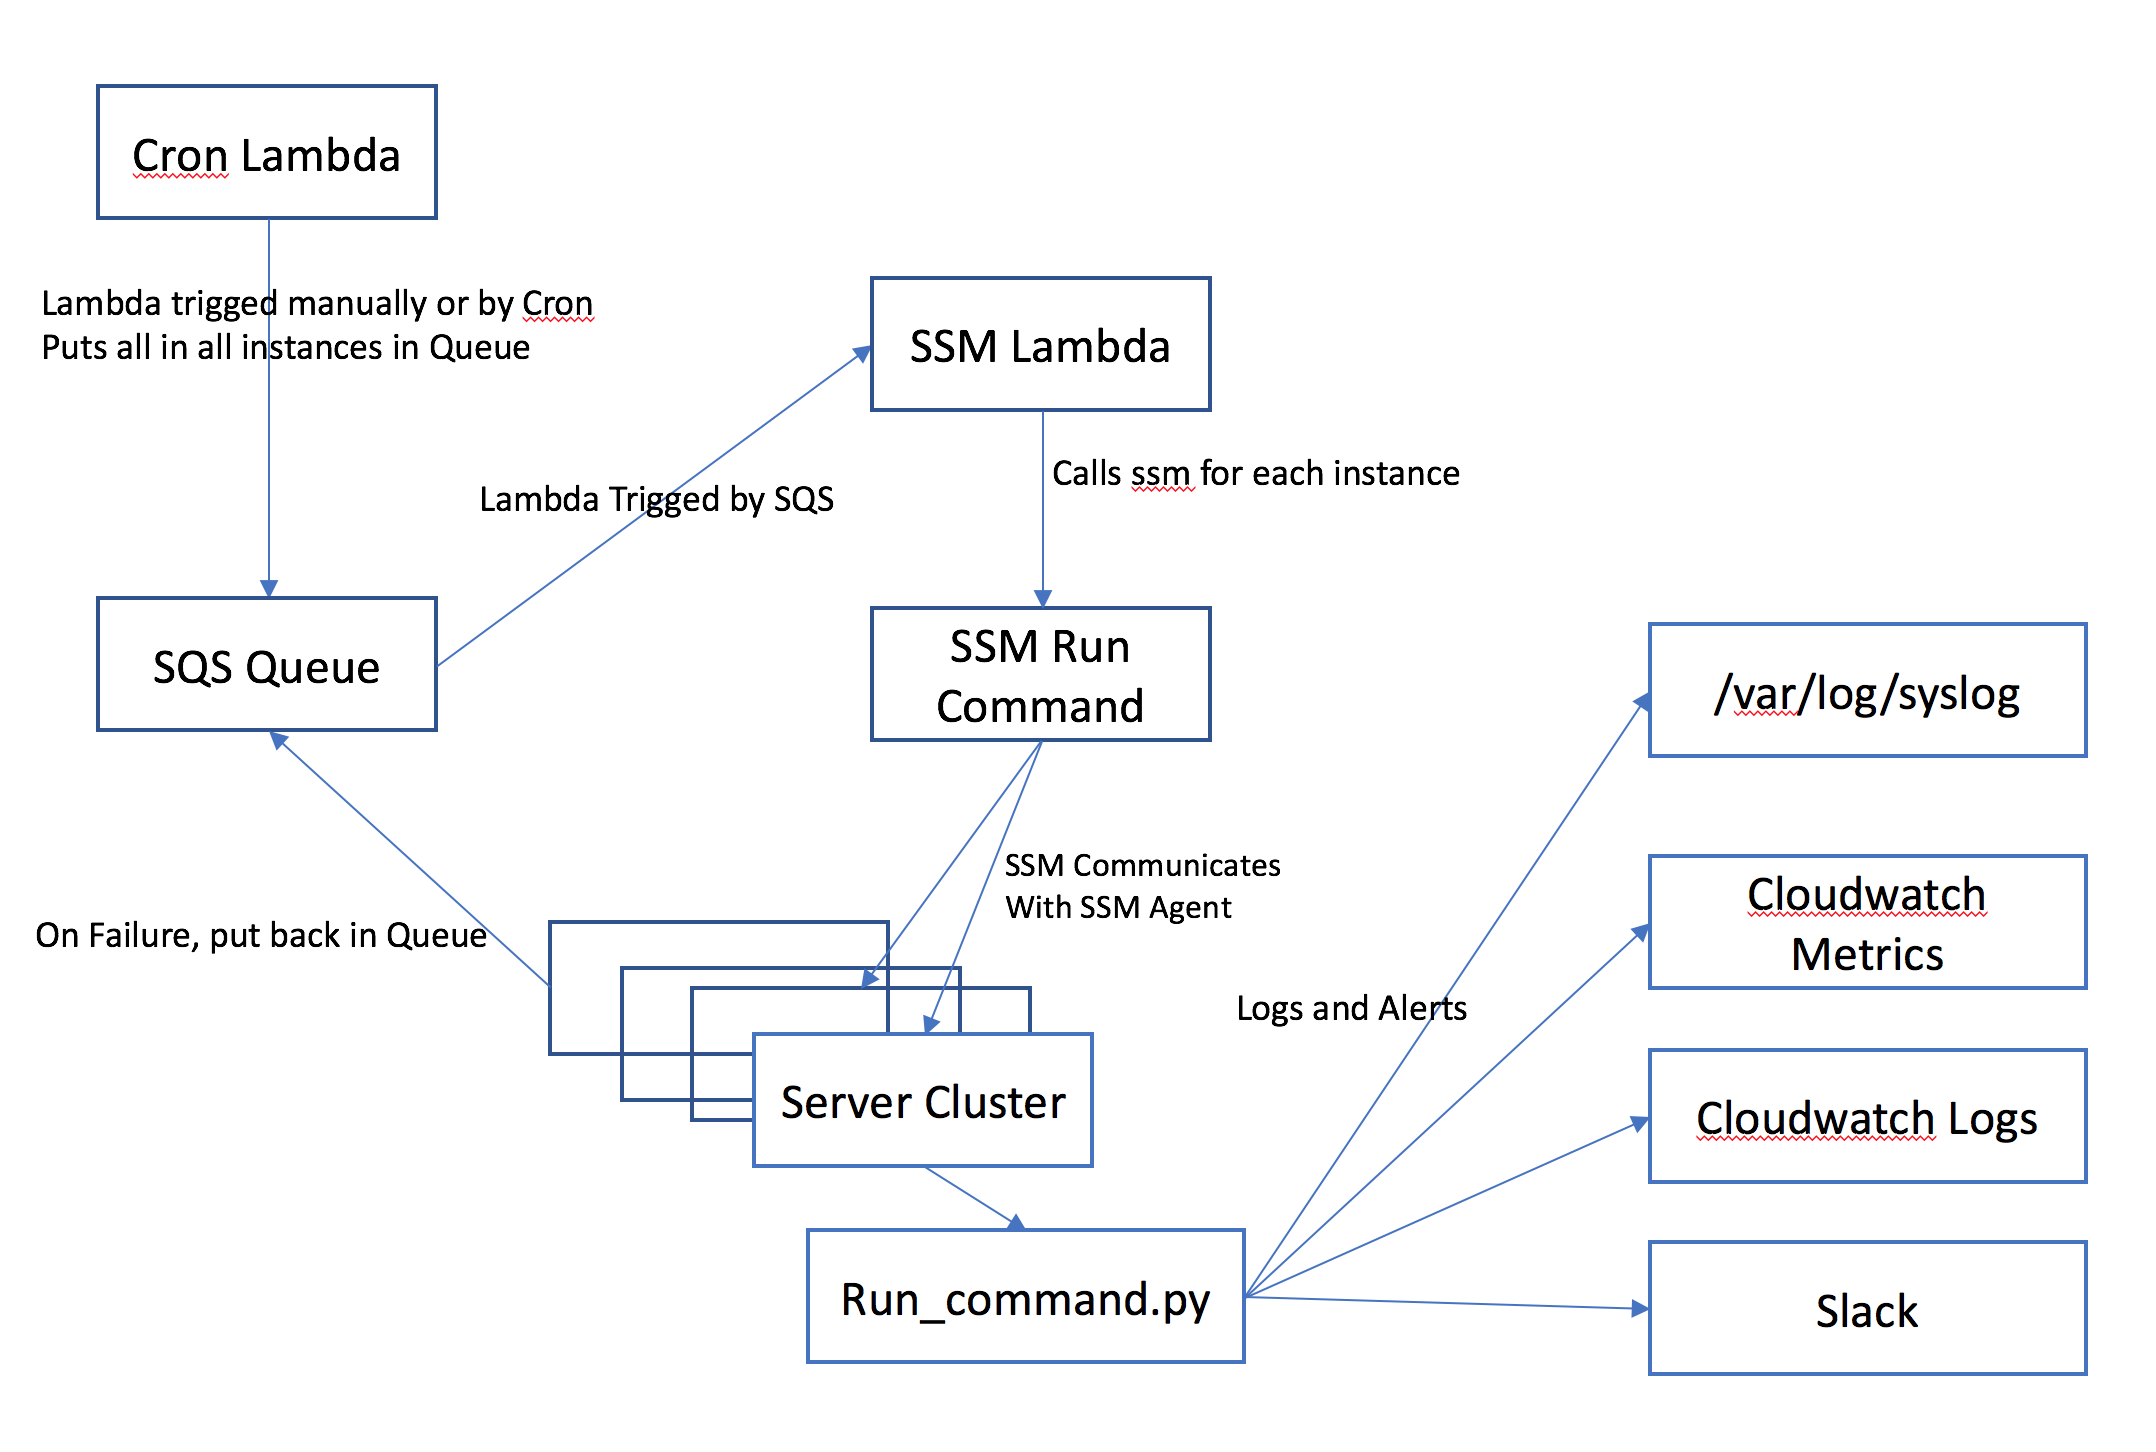 Cron Lambda
Lambda trigged manually or by Cron
Puts all in all instances in Queue
SSM Lambda
Calls ssm for each instance
Lambda Trigged by SQS
SQS Queue
SSM Run
Command
/var/log/syslog
SSM Communicates
With SSM Agent
Cloudwatch
Metrics
On Failure, put back in Queue
Logs and Alerts
Server Cluster
Cloudwatch Logs
Run_command.py
Slack